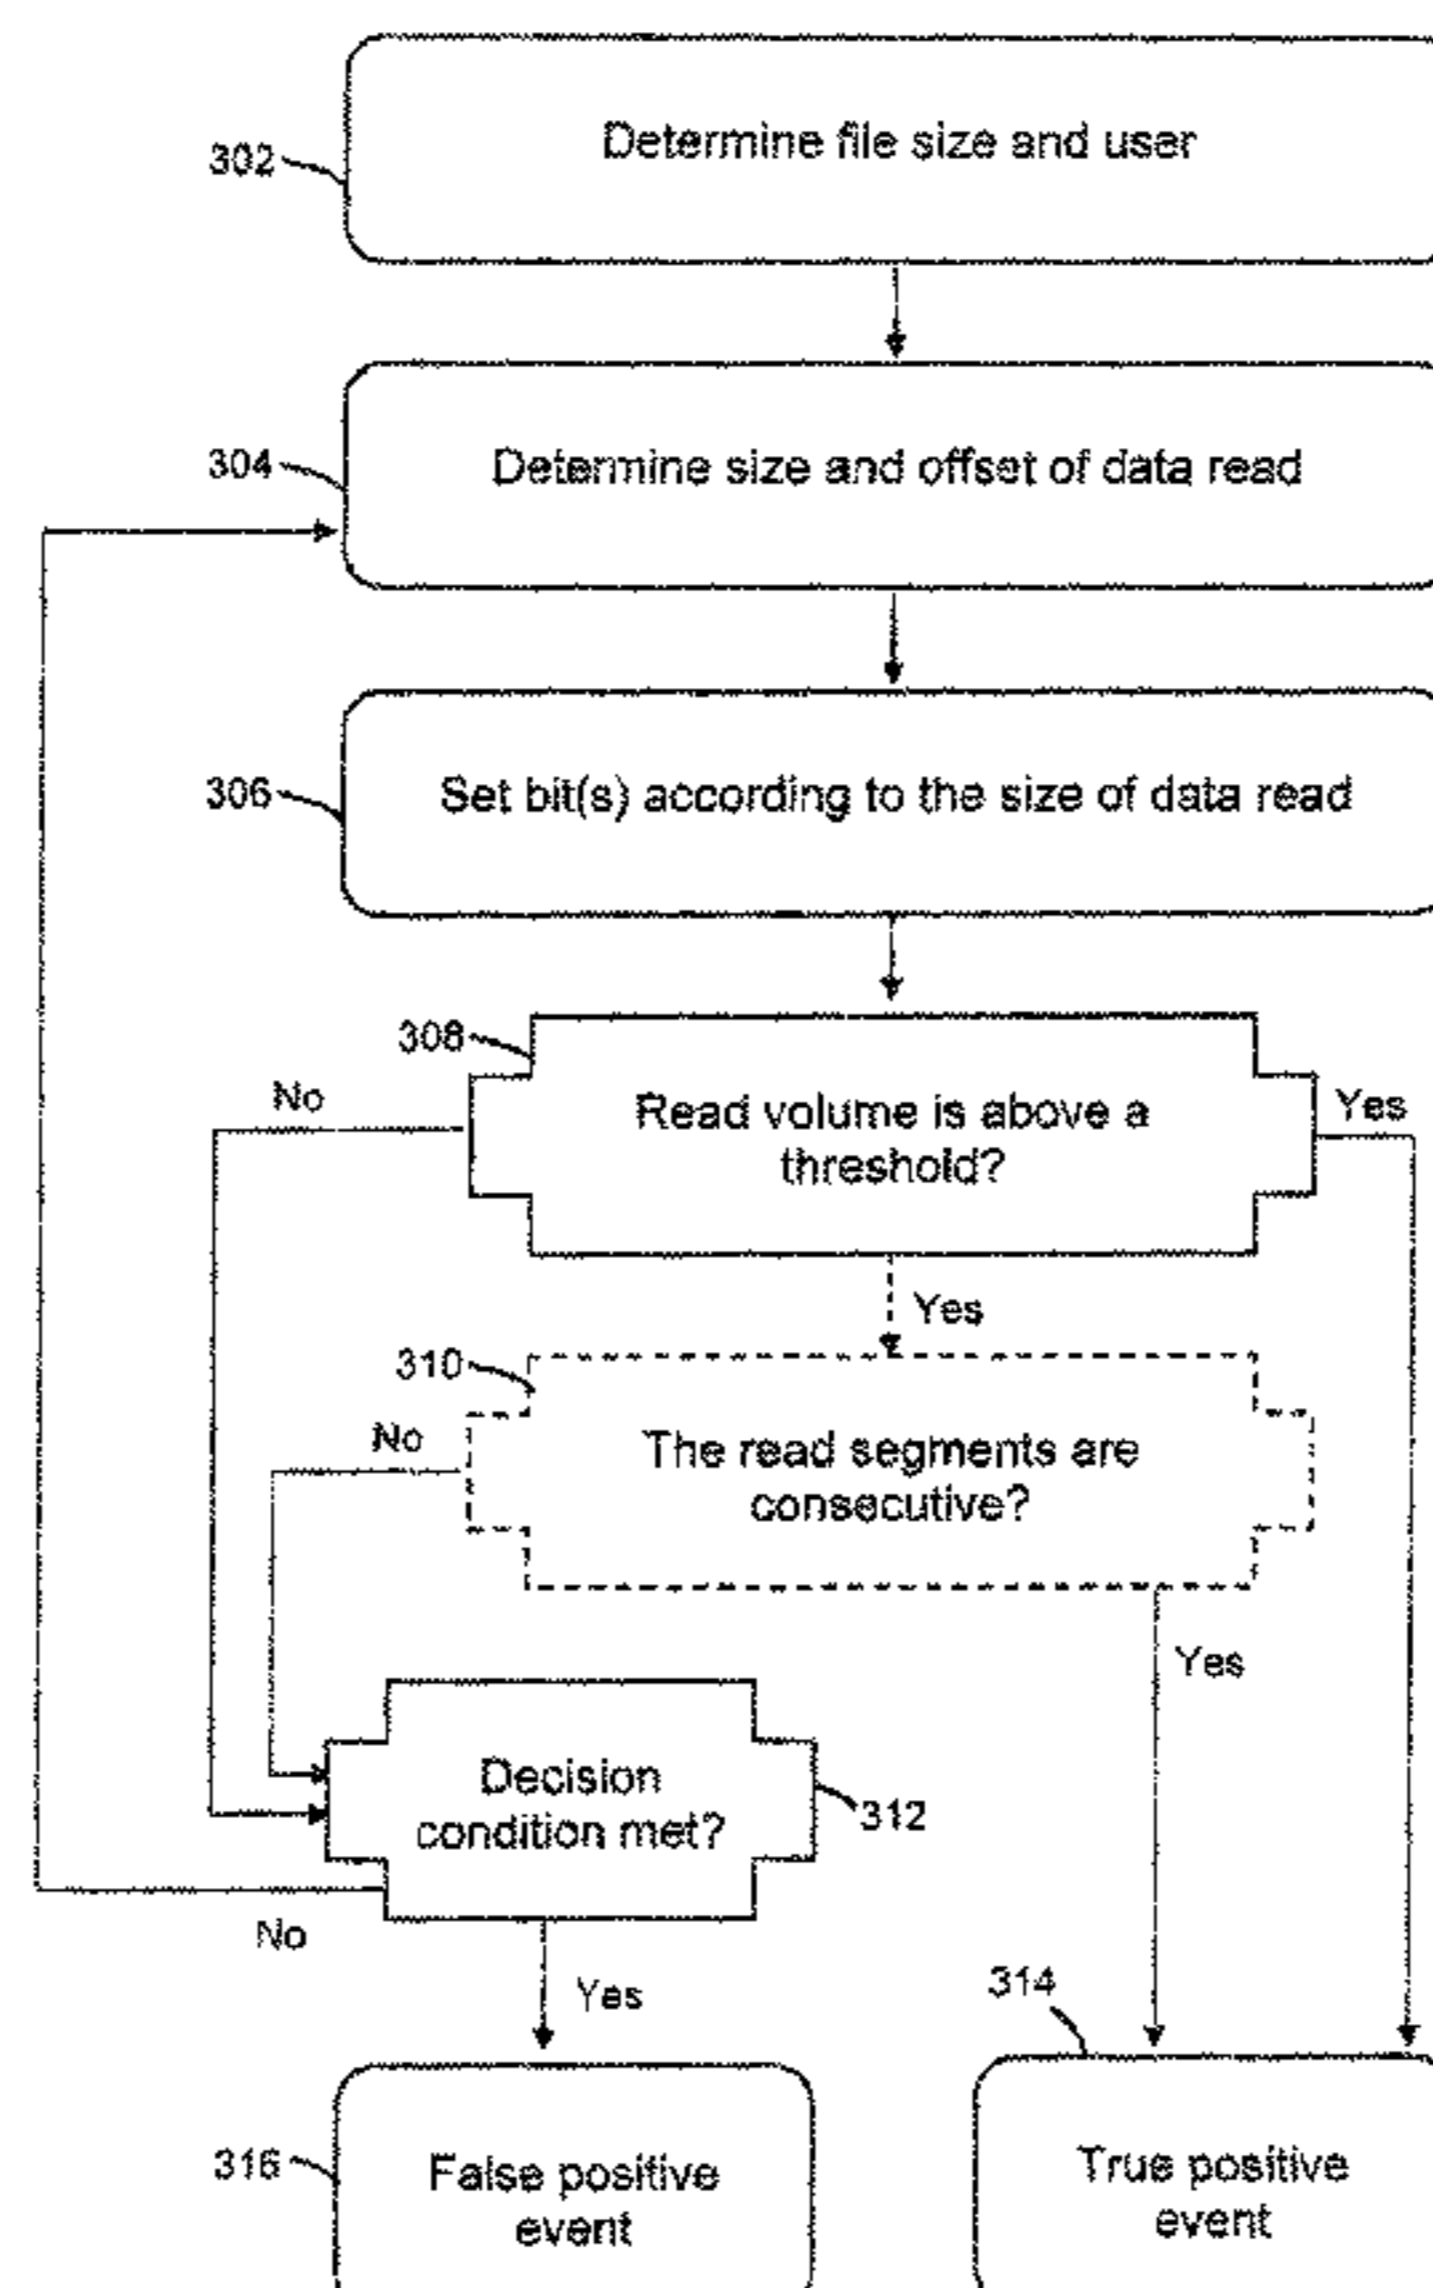 302
Determine file size and user
304
Determine size and offset of data read
306
Set bit(s) according to the size of data read
308
No
Read volume is above a
threshold?
Yes
Yes
310
No
The read segments are
consecutive?
Yes
Decision
condition met?
312
No
Yes
314
316
False positive
event
True positive
event